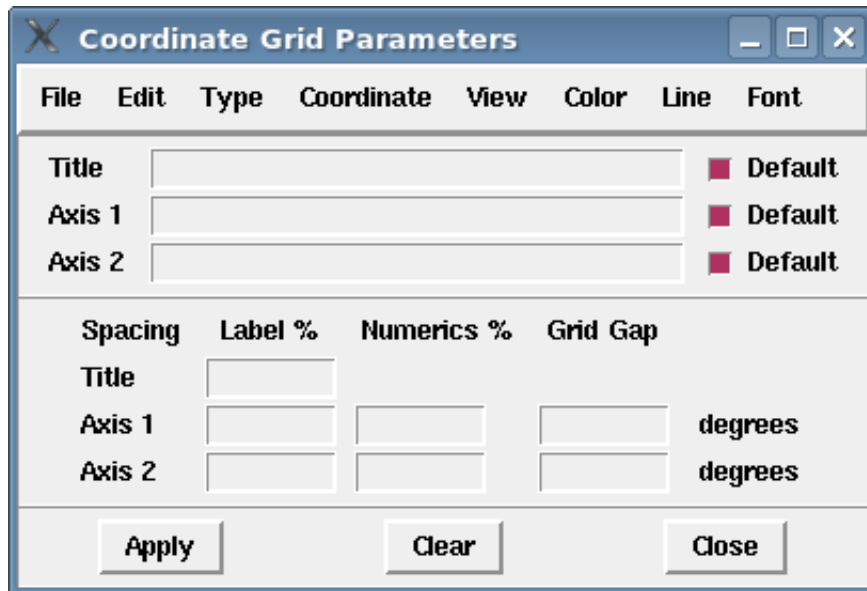 Coordinate Grid Parameters
File Edit Type Coordinate View Color Line Font
Title Default
Axis 1 Default
Axis 2 Default
Spacing Label % Numerics % Grid Gap
Title
Axis 1 degrees
Axis 2 degrees
Apply Clear Close